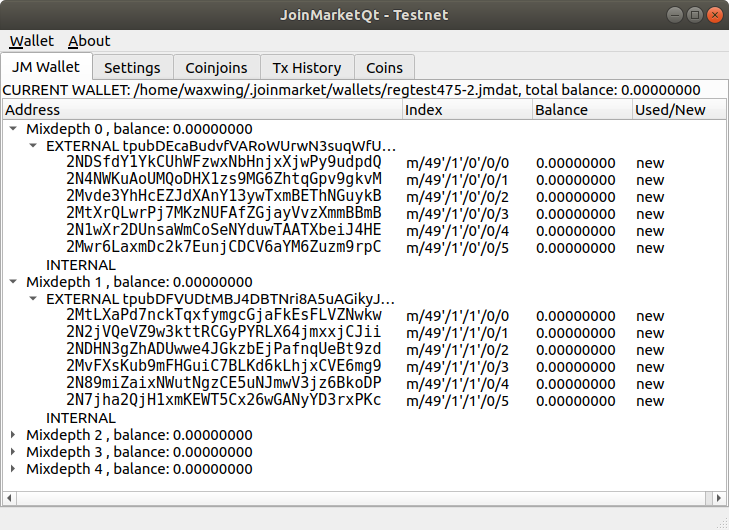 JoinMarketQt - Testnet
Wallet About
JM Wallet Settings Coinjoins Tx History Coins
CURRENT WALLET: /home/waxwing/.joinmarket/wallets/regtest475-2.jmdat, total balance: 0.00000000
Address Index Balance Used/New
Mixdepth 0 , balance: 0.00000000
EXTERNAL tpubDEcaBudvfVARoWUrwN3suqWfU...
2NDSfdY1YkCUhWFzwxNbHnjxXjwPy9udpdQ m/49'/1'/0'/0/0 0.00000000 new
2N4NWKuAoUMQoDHX1zs9MG6ZhtqGpv9gkvM m/49'/1'/0'/0/1 0.00000000 new
2Mvde3YhHcEZJdXAnY13ywTxmBEThNGuykB m/49'/1'/0'/0/2 0.00000000 new
2MtXrQLwrPj7MKzNUFAfZGjayVvzXmmBBmB m/49'/1'/0'/0/3 0.00000000 new
2N1wXr2DUnsaWmCoSeNYduwTAATXbeiJ4HE m/49'/1'/0'/0/4 0.00000000 new
2Mwr6LaxmDc2k7EunjCDCV6aYM6Zuzm9rpC m/49'/1'/0'/0/5 0.00000000 new
INTERNAL
Mixdepth 1 , balance: 0.00000000
EXTERNAL tpubDFVUDtMBJ4DBTNri8A5uAGikyJ...
2MtLXaPd7nckTqxfymgcGjaFkEsFLVZNwkw m/49'/1'/1'/0/0 0.00000000 new
2N2jVQeVZ9w3kttRCGyPYRLX64jmxxjCJii m/49'/1'/1'/0/1 0.00000000 new
2NDHN3gZhADUwwe4JGkzbEjPafnqUeBt9zd m/49'/1'/1'/0/2 0.00000000 new
2MvFXsKub9mFHGuiC7BLKd6kLhjxCVE6mg9 m/49'/1'/1'/0/3 0.00000000 new
2N89miZaixNWutNgzCE5uNJmwV3jz6BkoDP m/49'/1'/1'/0/4 0.00000000 new
2N7jha2QjH1xmKEWT5Cx26wGANyYD3rxPKc m/49'/1'/1'/0/5 0.00000000 new
INTERNAL
Mixdepth 2 , balance: 0.00000000
Mixdepth 3 , balance: 0.00000000
Mixdepth 4 , balance: 0.00000000